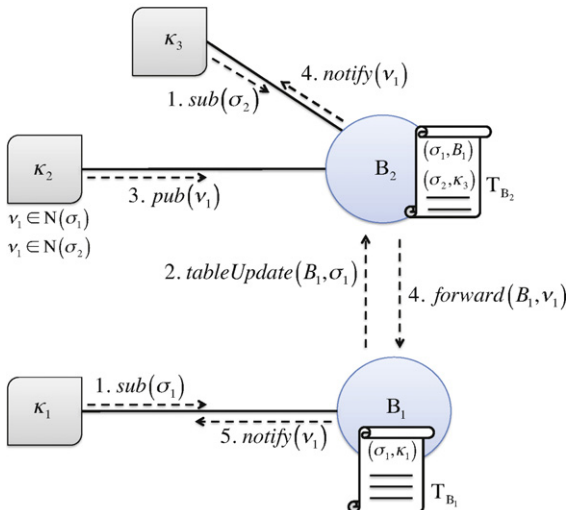 κ₃
4. notify(ν₁)
1. sub(σ₂)
B₂
(σ₁,B₁)
(σ₂,κ₃)
T_B₂
κ₂
3. pub(ν₁)
ν₁ ∈ N(σ₁)
ν₁ ∈ N(σ₂)
2. tableUpdate(B₁,σ₁)
4. forward(B₁,ν₁)
κ₁
1. sub(σ₁)
5. notify(ν₁)
B₁
(σ₁,κ₁)
T_B₁